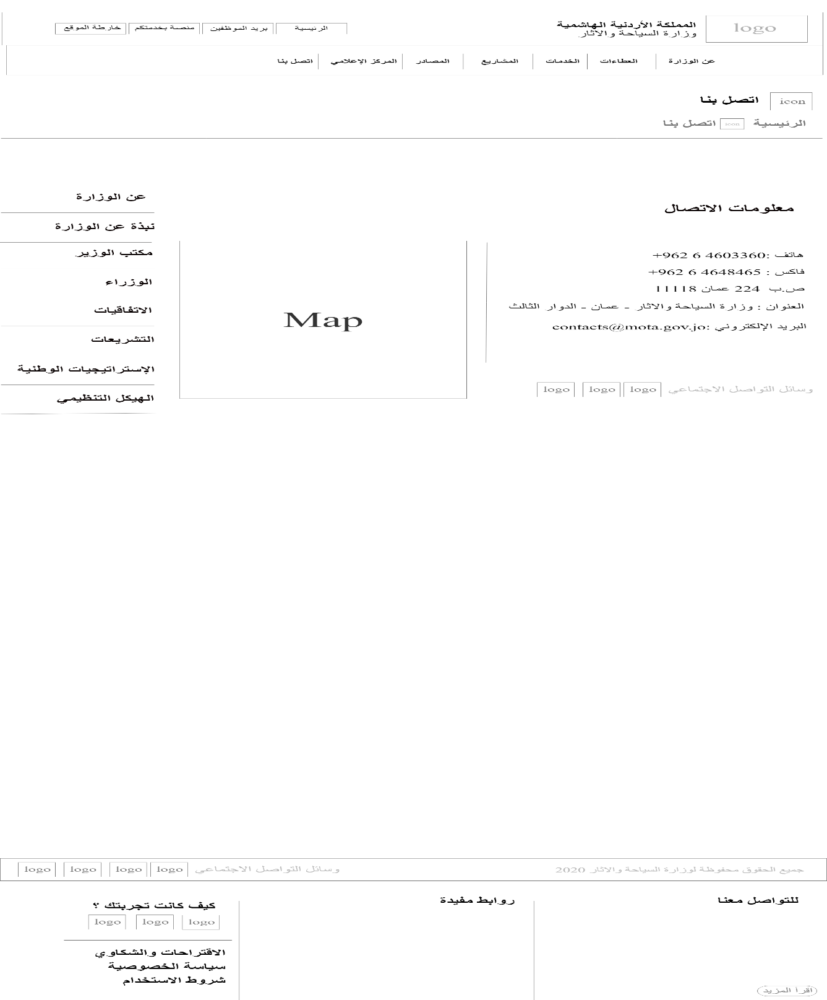 logo
المملكة الأردنية الهاشمية
وزارة السياحة والاثار
الرئيسية
بريد الموظفين
منصة بخدمتكم
خارطة الموقع
عن الوزارة
العطاءات
الخدمات
المشاريع
المصادر
المركز الإعلامي
اتصل بنا
icon
اتصل بنا
الرئيسية icon اتصل بنا
معلومات الاتصال
هاتف :4603360 6 962+
فاكس : 4648465 6 962+
ص.ب 224 عمان 11118
العنوان : وزارة السياحة والاثار - عمان - الدوار الثالث
البريد الإلكتروني :contacts@mota.gov.jo
وسائل التواصل الاجتماعي logo logo logo
Map
عن الوزارة
نبذة عن الوزارة
مكتب الوزير
الوزراء
الاتفاقيات
التشريعات
الإستراتيجيات الوطنية
الهيكل التنظيمي
جميع الحقوق محفوظة لوزارة السياحة والاثار 2020
وسائل التواصل الاجتماعي logo logo logo logo
للتواصل معنا
اقرأ المزيد
روابط مفيدة
كيف كانت تجربتك ؟
logo logo logo
الاقتراحات والشكاوي
سياسة الخصوصية
شروط الاستخدام